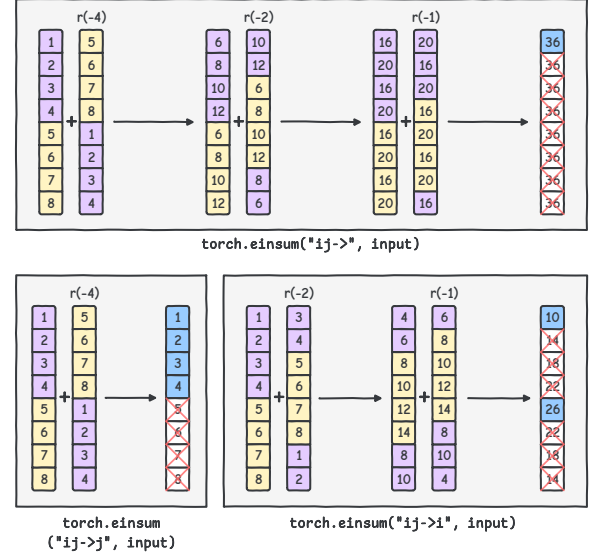 r(-4) r(-2) r(-1)
1 5 6 10 16 20 36
2 6 8 12 20 16 36
3 7 10 6 16 20 36
4 8 12 8 20 16 36
+ + +
5 1 6 10 16 20 36
6 2 8 12 20 16 36
7 3 10 8 16 20 36
8 4 12 6 20 16 36
torch.einsum("ij->", input)
r(-4)
1 5 1
2 6 2
3 7 3
4 8 4
+
5 1 5
6 2 6
7 3 7
8 4 8
torch.einsum
("ij->j", input)
r(-2) r(-1)
1 3 4 6 10
2 4 6 8 14
3 5 8 10 18
4 6 10 12 22
+ +
5 7 12 14 26
6 8 14 8 22
7 1 8 10 18
8 2 10 4 14
torch.einsum("ij->i", input)